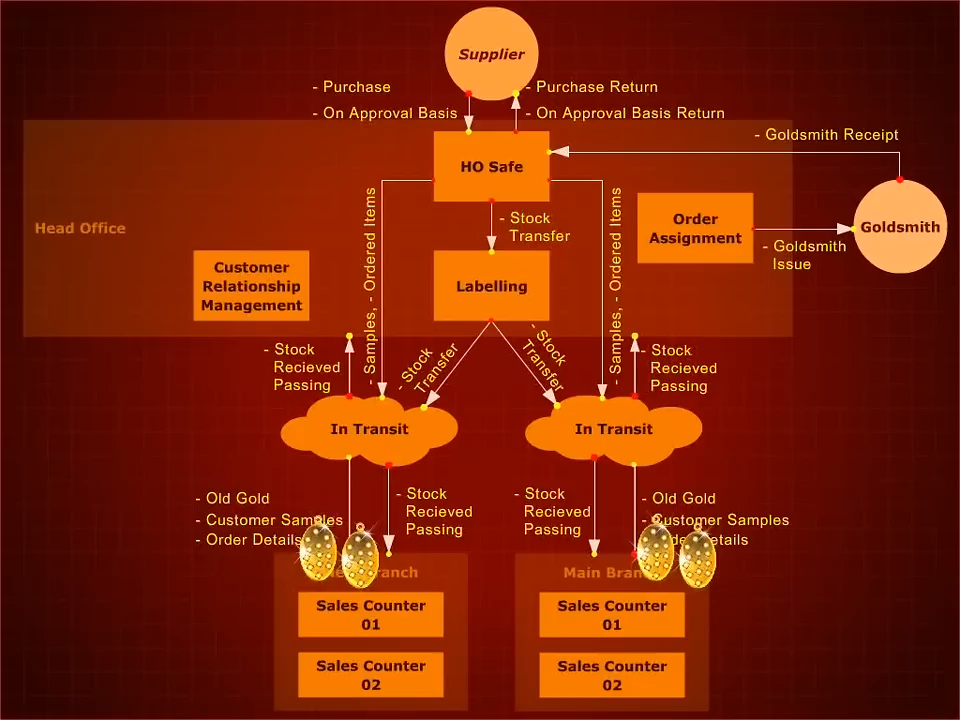 Supplier
- Purchase
- On Approval Basis
- Purchase Return
- On Approval Basis Return
- Goldsmith Receipt
HO Safe
Head Office
- Stock
Transfer
Order
Assignment
- Goldsmith
Issue
Goldsmith
Customer
Relationship
Management
Labelling
- Samples, - Ordered Items
- Samples, - Ordered Items
- Stock
Recieved
Passing
- Stock
Transfer
- Stock
Transfer
- Stock
Recieved
Passing
In Transit
In Transit
- Old Gold
- Customer Samples
- Order Details
- Stock
Recieved
Passing
- Stock
Recieved
Passing
- Old Gold
- Customer Samples
Details
Main Branch
Sales Counter
01
Sales Counter
02
Sales Counter
01
Sales Counter
02